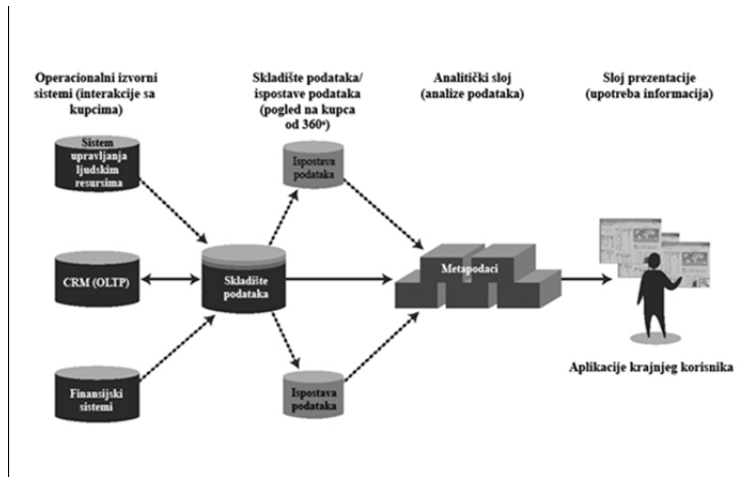 Operacionalni izvorni
sistemi (interakcije sa
kupcima)
Skladište podataka/
ispostave podataka
(pogled na kupca
od 360°)
Analitički sloj
(analize podataka)
Sloj prezentacije
(upotreba informacija)
Sistem
upravljanja
ljudskim
resursima
Ispostava
podataka
CRM (OLTP)
Skladište
podataka
Metapodaci
Finansijski
sistemi
Ispostava
podataka
Aplikacije krajnjeg korisnika